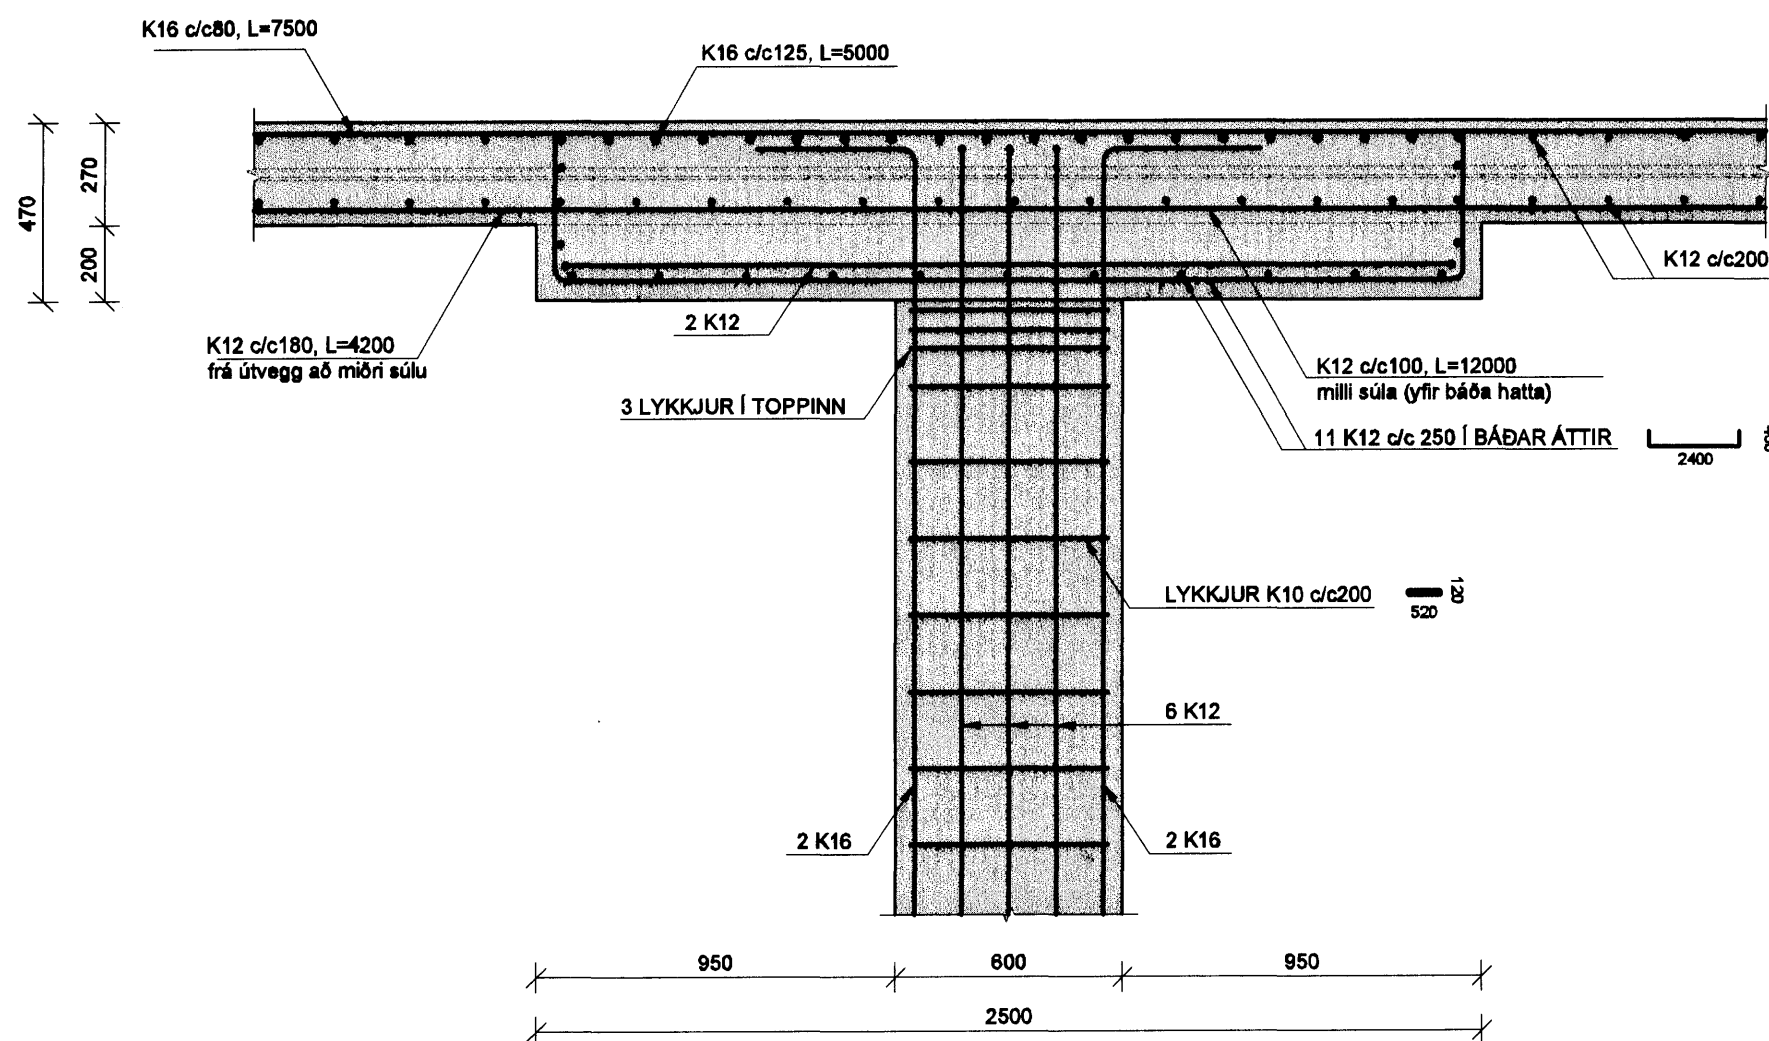 K16 c/c80, L=7500
K16 c/c125, L=5000
470
270
200
K12 c/c200
2 K12
K12 c/c180, L=4200
frá útvegg að miðri súlu
K12 c/c100, L=12000
milli súla (yfir báða hatta)
3 LYKKJUR Í TOPPINN
11 K12 c/c 250 Í BÁÐAR ÁTTIR
2400
LYKKJUR K10 c/c200
520
120
6 K12
2 K16
2 K16
950
600
950
2500